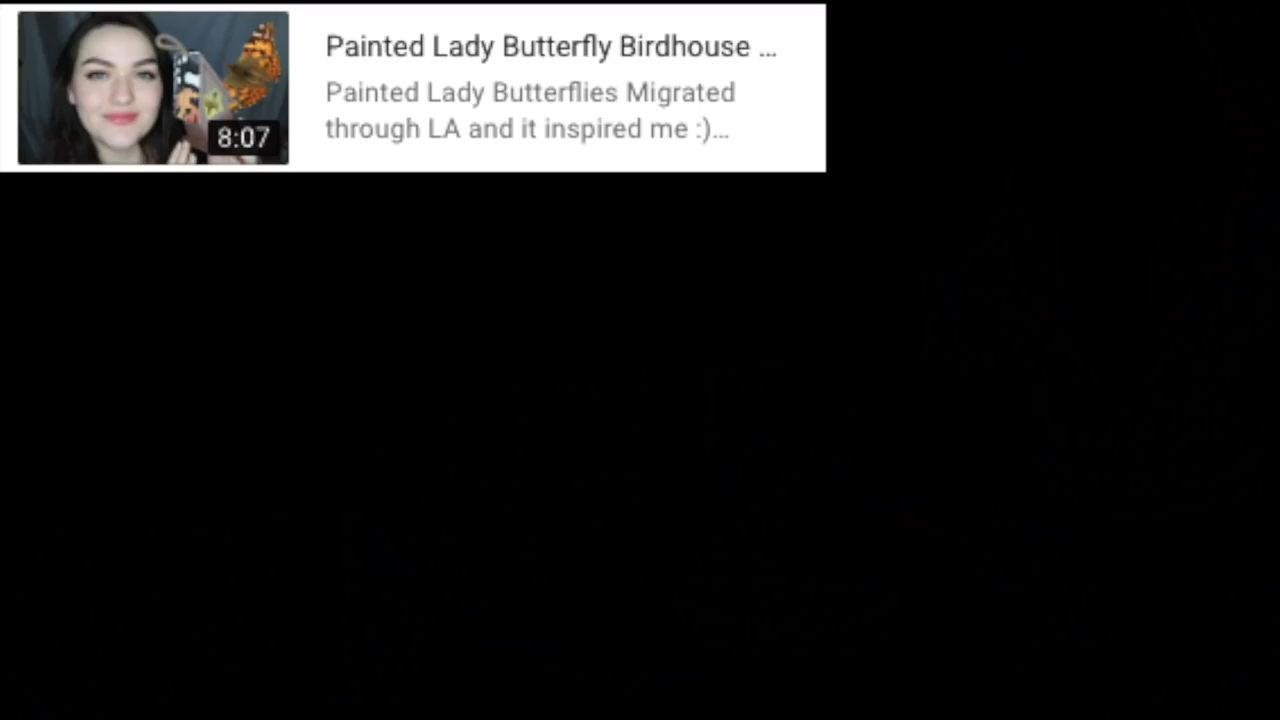 Painted Lady Butterfly Birdhouse ...
Painted Lady Butterflies Migrated
through LA and it inspired me :)...
8:07